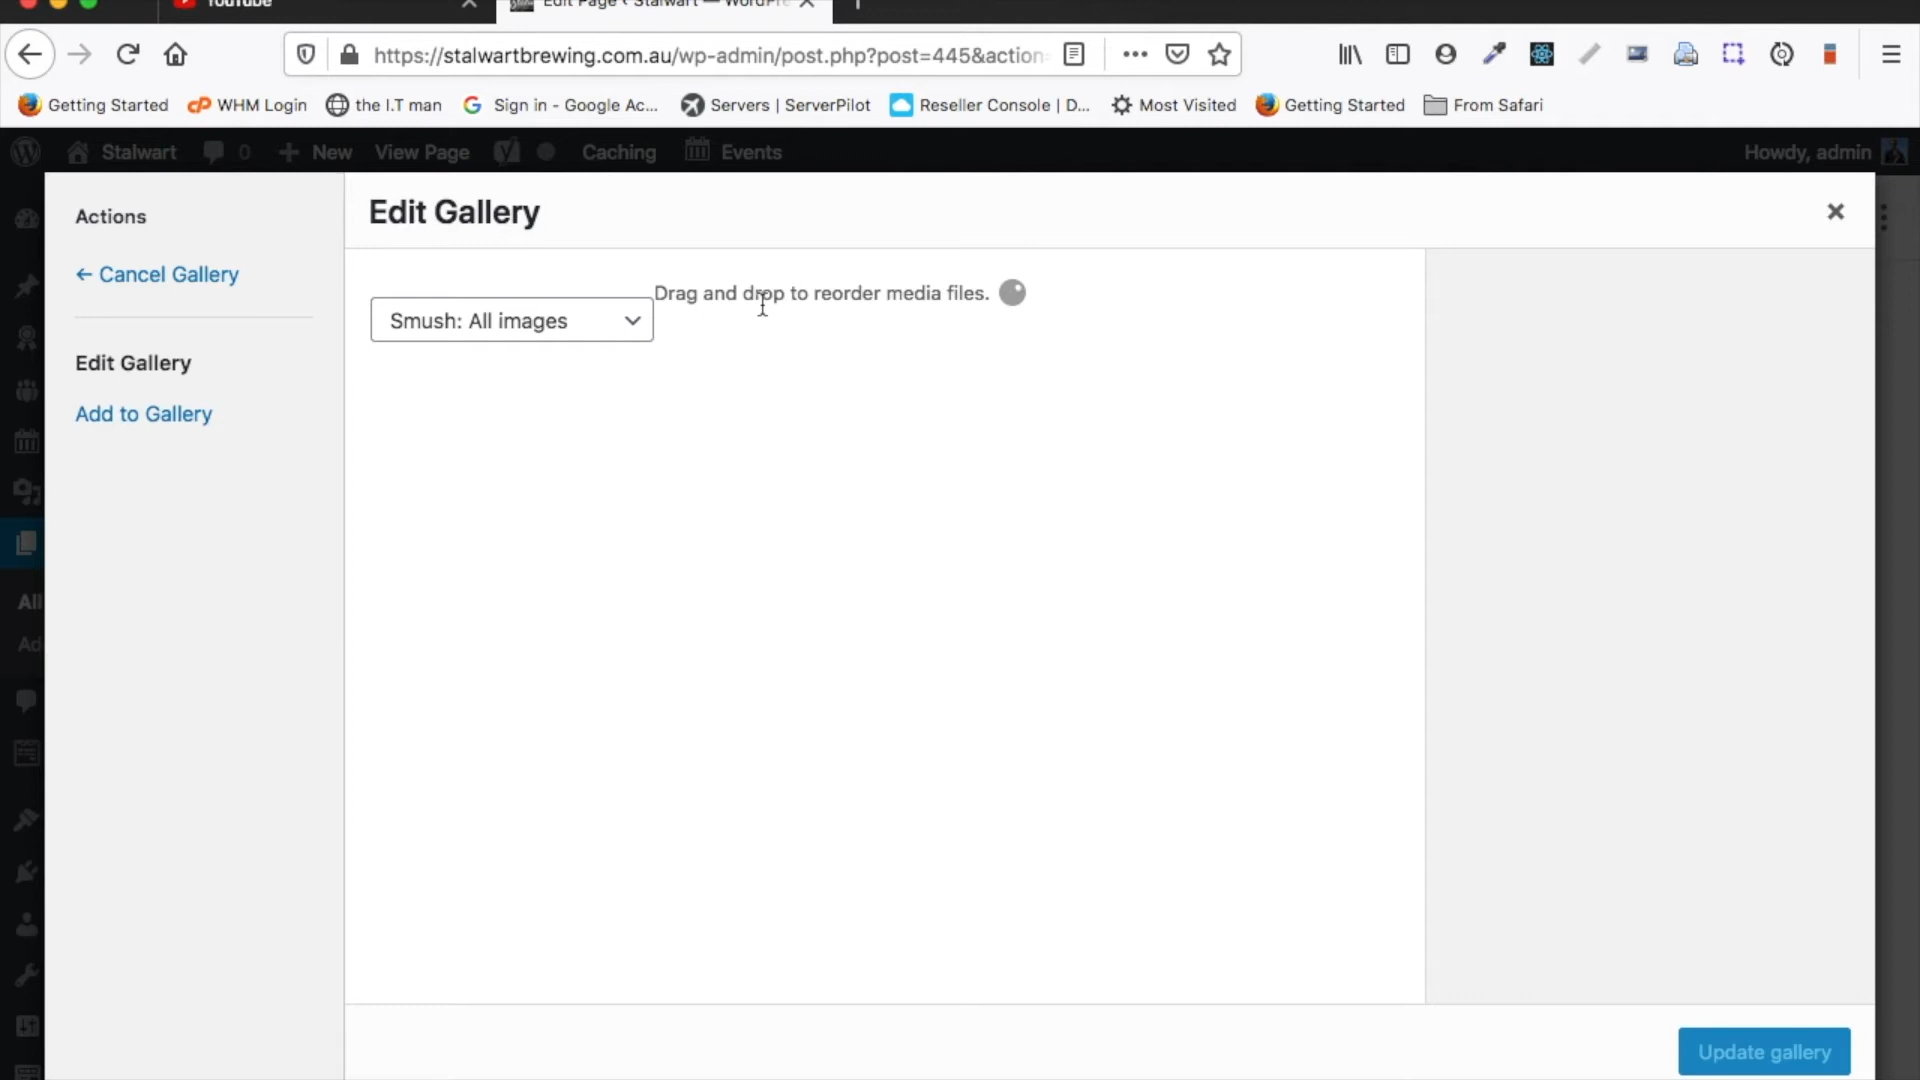 YouTube
Edit Page ‹ Stalwart — WordPre
https://stalwartbrewing.com.au/wp-admin/post.php?post=445&action
Getting Started
cP WHM Login
the I.T man
G Sign in - Google Ac...
Servers | ServerPilot
Reseller Console | D...
Most Visited
Getting Started
From Safari
Stalwart
0
New
View Page
Caching
Events
Howdy, admin
Actions
← Cancel Gallery
Edit Gallery
Add to Gallery
Edit Gallery
Drag and drop to reorder media files.
Smush: All images
All
Ad
Update gallery